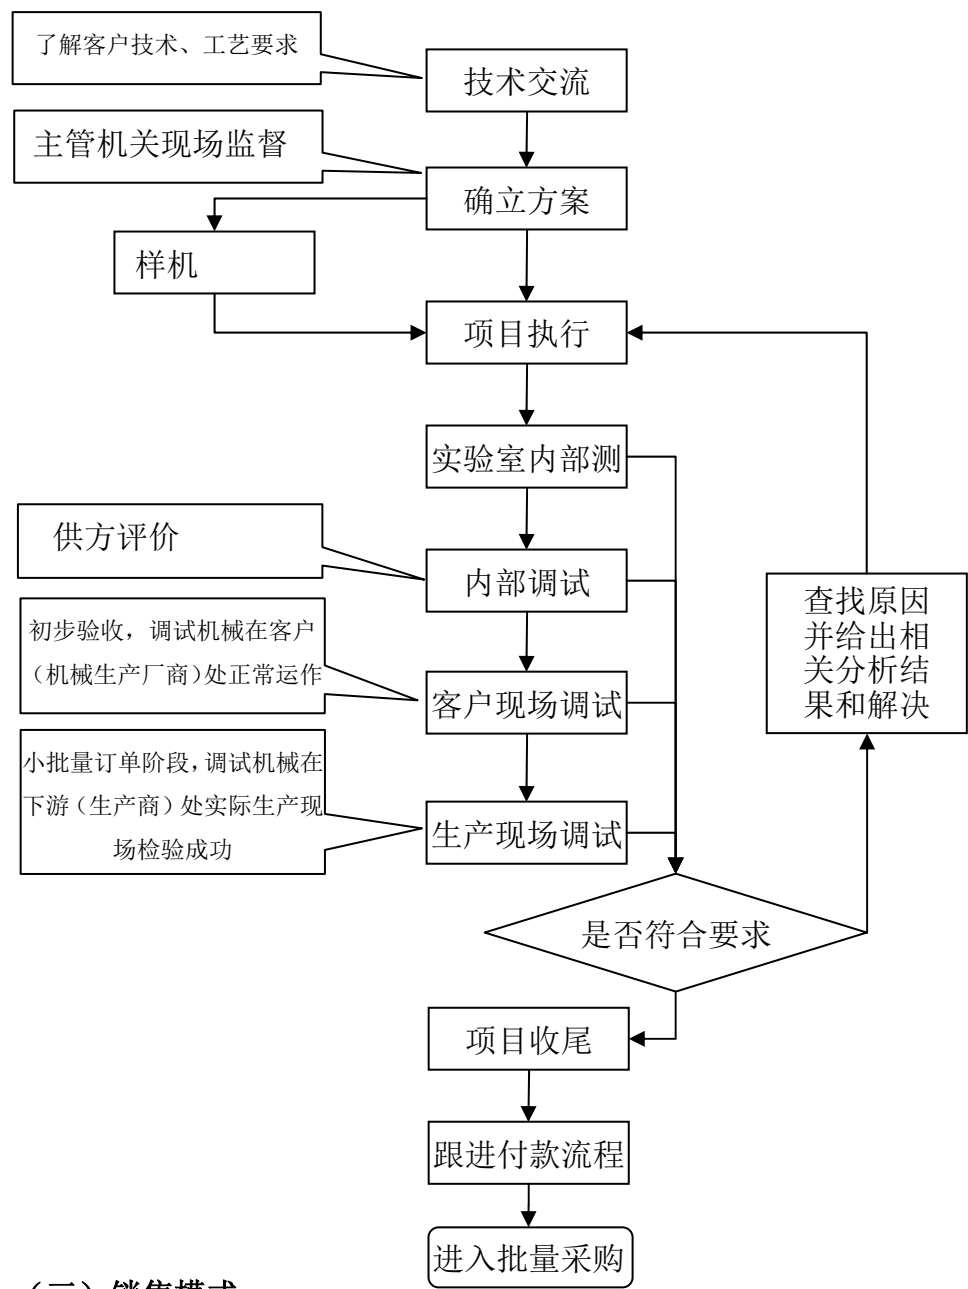 了解客户技术、工艺要求
技术交流
主管机关现场监督
确立方案
样机
项目执行
实验室内部测
供方评价
内部调试
查找原因
并给出相
关分析结
果和解决
初步验收，调试机械在客户
（机械生产厂商）处正常运作
客户现场调试
小批量订单阶段，调试机械在
下游（生产商）处实际生产现
场检验成功
生产现场调试
是否符合要求
项目收尾
跟进付款流程
进入批量采购